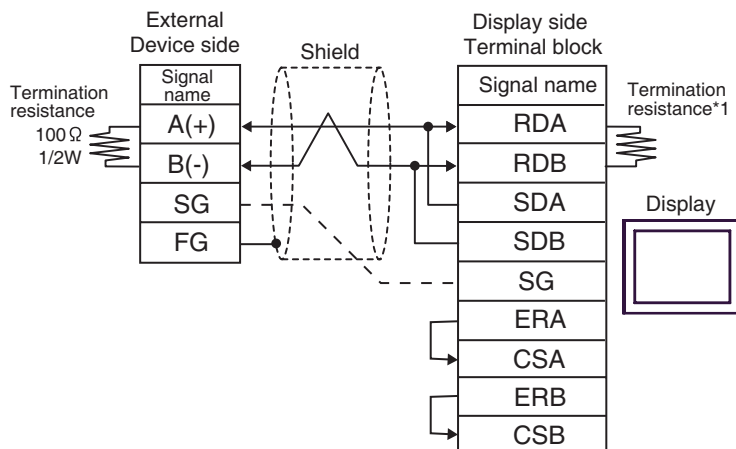 External
Device side
Shield
Display side
Terminal block
Signal
name
Signal name
Termination
resistance
100Ω
1/2W
Termination
resistance*1
A(+)
RDA
B(-)
RDB
SG
SDA
Display
FG
SDB
SG
ERA
CSA
ERB
CSB